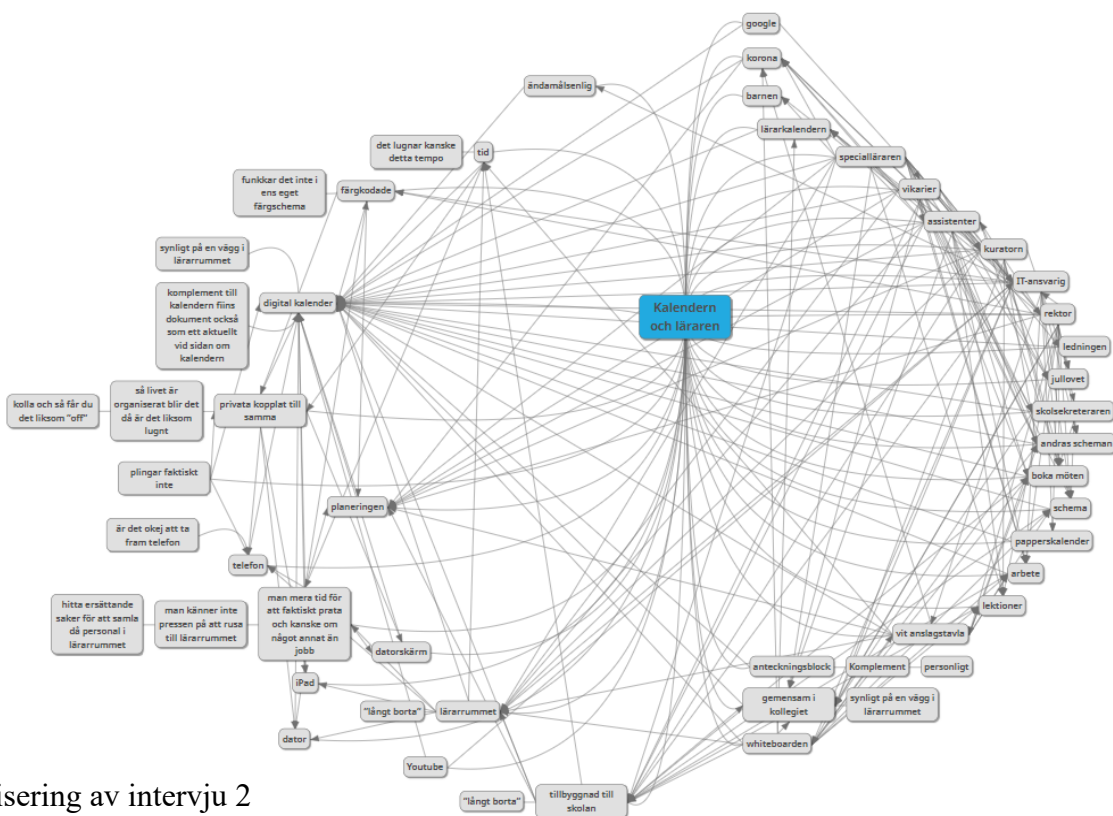 google
korona
ändamålsenlig
barnen
lärarkalendern
det lugnar kanske
detta tempo
tid
specialläraren
funkkar det inte i
ens eget
färgschema
färgkodade
vikarier
assistenter
synligt på en vägg i
lärarrummet
kuratorn
IT-ansvarig
komplement till
kalendern fiins
dokument också
som ett aktuellt
vid sidan om
kalendern
digital kalender
Kalendern
och läraren
rektor
ledningen
jullovet
kolla och så får du
det liksom "off"
så livet är
organiserat blir det
då är det liksom
lugnt
privata kopplat till
samma
skolsekreteraren
andras scheman
plingar faktiskt
inte
boka möten
planeringen
schema
är det okej att ta
fram telefon
papperskalender
telefon
arbete
hitta ersättande
saker för att samla
då personal i
lärarrummet
man känner inte
pressen på att rusa
till lärarrummet
man mera tid för
att faktiskt prata
och kanske om
något annat än
jobb
lektioner
vit anslagstavla
datorskärm
anteckningsblock
Komplement
personligt
iPad
"långt borta"
lärarrummet
gemensam i
kollegiet
synligt på en vägg i
lärarrummet
dator
whiteboarden
Youtube
"långt borta"
tillbyggnad till
skolan
isering av intervju 2